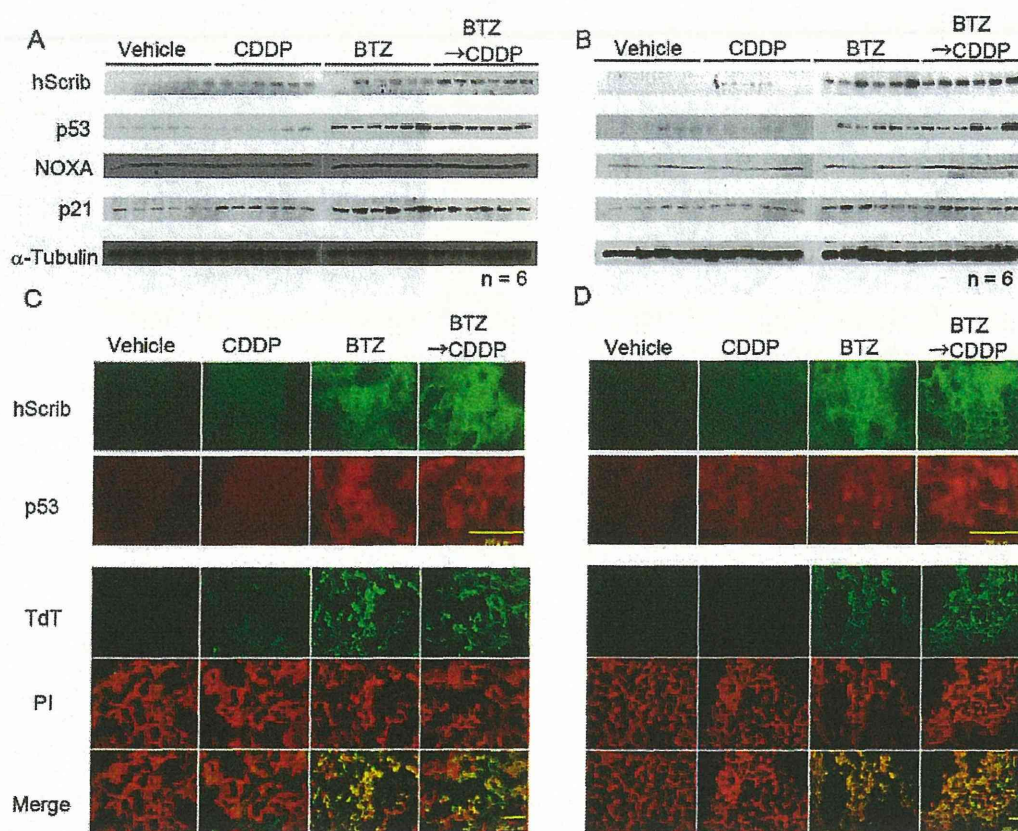 A
B
Vehicle CDDP BTZ BTZ →CDDP
Vehicle CDDP BTZ BTZ →CDDP
hScrib
p53
NOXA
p21
α-Tubulin
n = 6
n = 6
C
D
Vehicle CDDP BTZ BTZ →CDDP
Vehicle CDDP BTZ BTZ →CDDP
hScrib
p53
TdT
PI
Merge